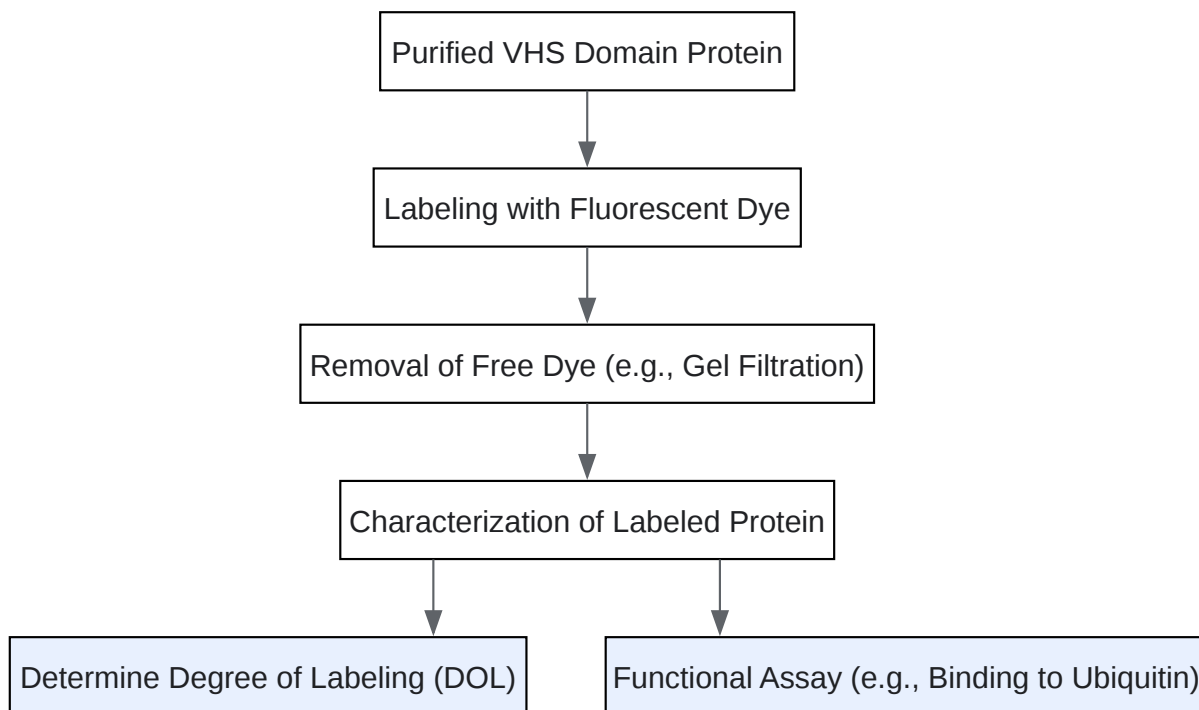 Purified VHS Domain Protein
Labeling with Fluorescent Dye
Removal of Free Dye (e.g., Gel Filtration)
Characterization of Labeled Protein
Determine Degree of Labeling (DOL)
Functional Assay (e.g., Binding to Ubiquitin)